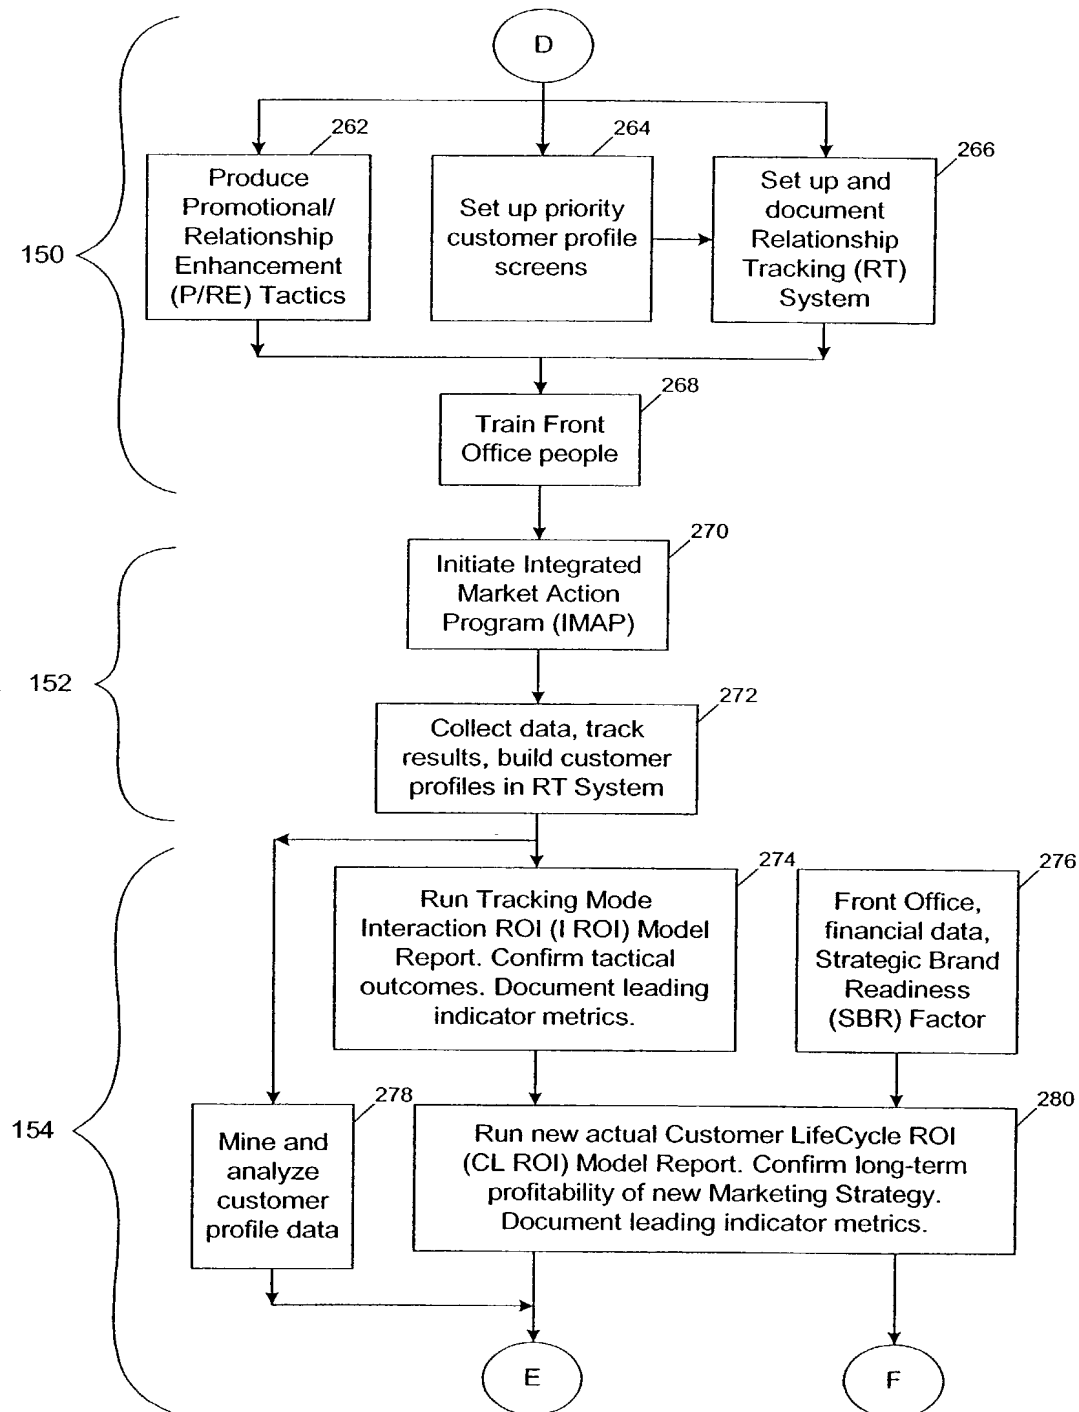 D
262
264
266
Produce
Promotional/
Relationship
Enhancement
(P/RE) Tactics
Set up priority
customer profile
screens
Set up and
document
Relationship
Tracking (RT)
System
150
268
Train Front
Office people
270
Initiate Integrated
Market Action
Program (IMAP)
152
272
Collect data, track
results, build customer
profiles in RT System
274
276
Run Tracking Mode
Interaction ROI (I ROI) Model
Report. Confirm tactical
outcomes. Document leading
indicator metrics.
Front Office,
financial data,
Strategic Brand
Readiness
(SBR) Factor
154
278
280
Mine and
analyze
customer
profile data
Run new actual Customer LifeCycle ROI
(CL ROI) Model Report. Confirm long-term
profitability of new Marketing Strategy.
Document leading indicator metrics.
E
F